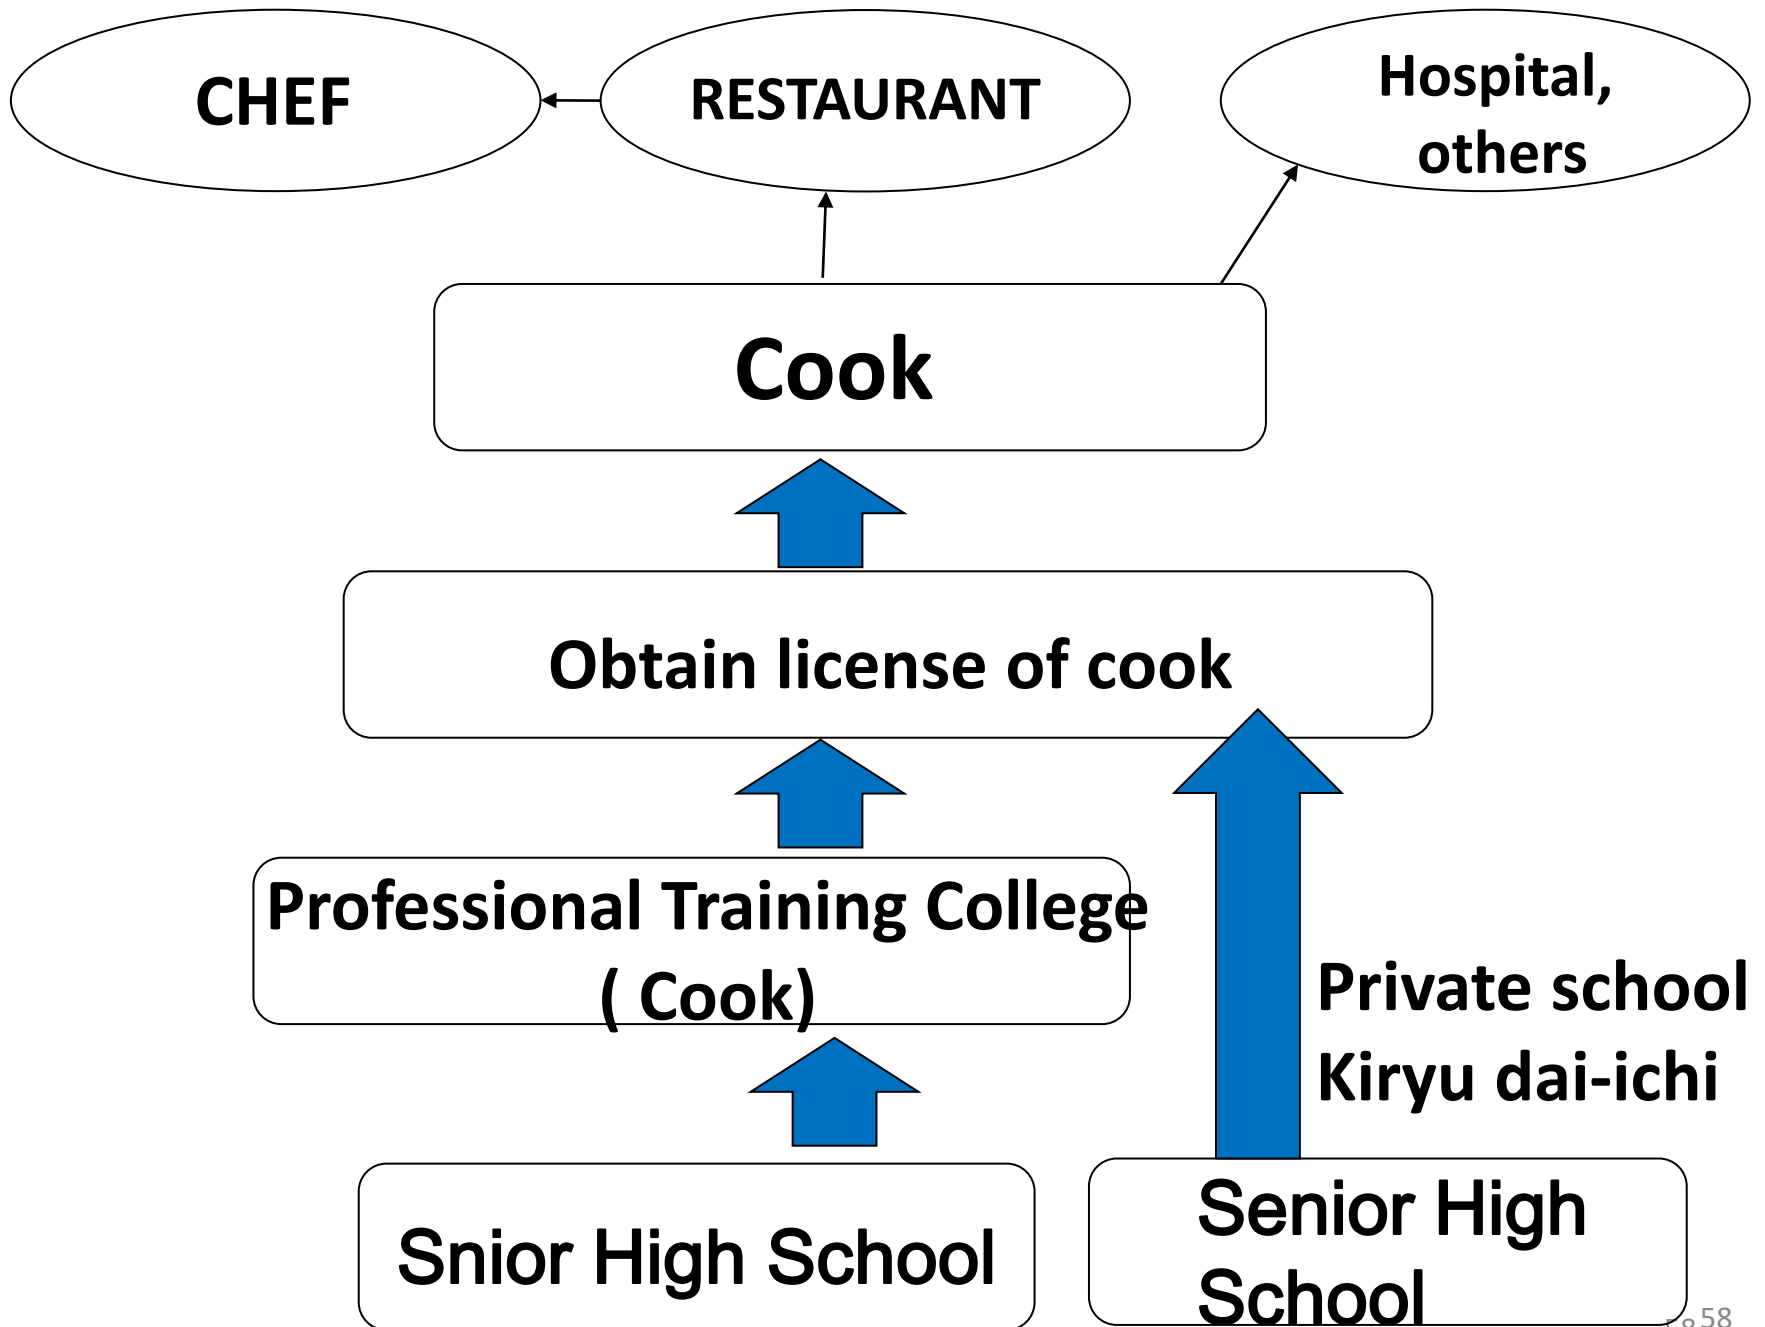 CHEF
RESTAURANT
Hospital,
others
Cook
Obtain license of cook
Professional Training College
( Cook)
Private school
Kiryu dai-ichi
Snior High School
Senior High
School
58